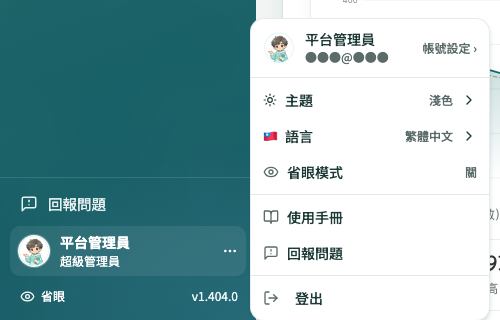 平台管理員
●●●@●●●
帳號設定 ›
主題
淺色
語言
繁體中文
省眼模式
關
使用手冊
回報問題
登出
回報問題
平台管理員
超級管理員
省眼
v1.404.0